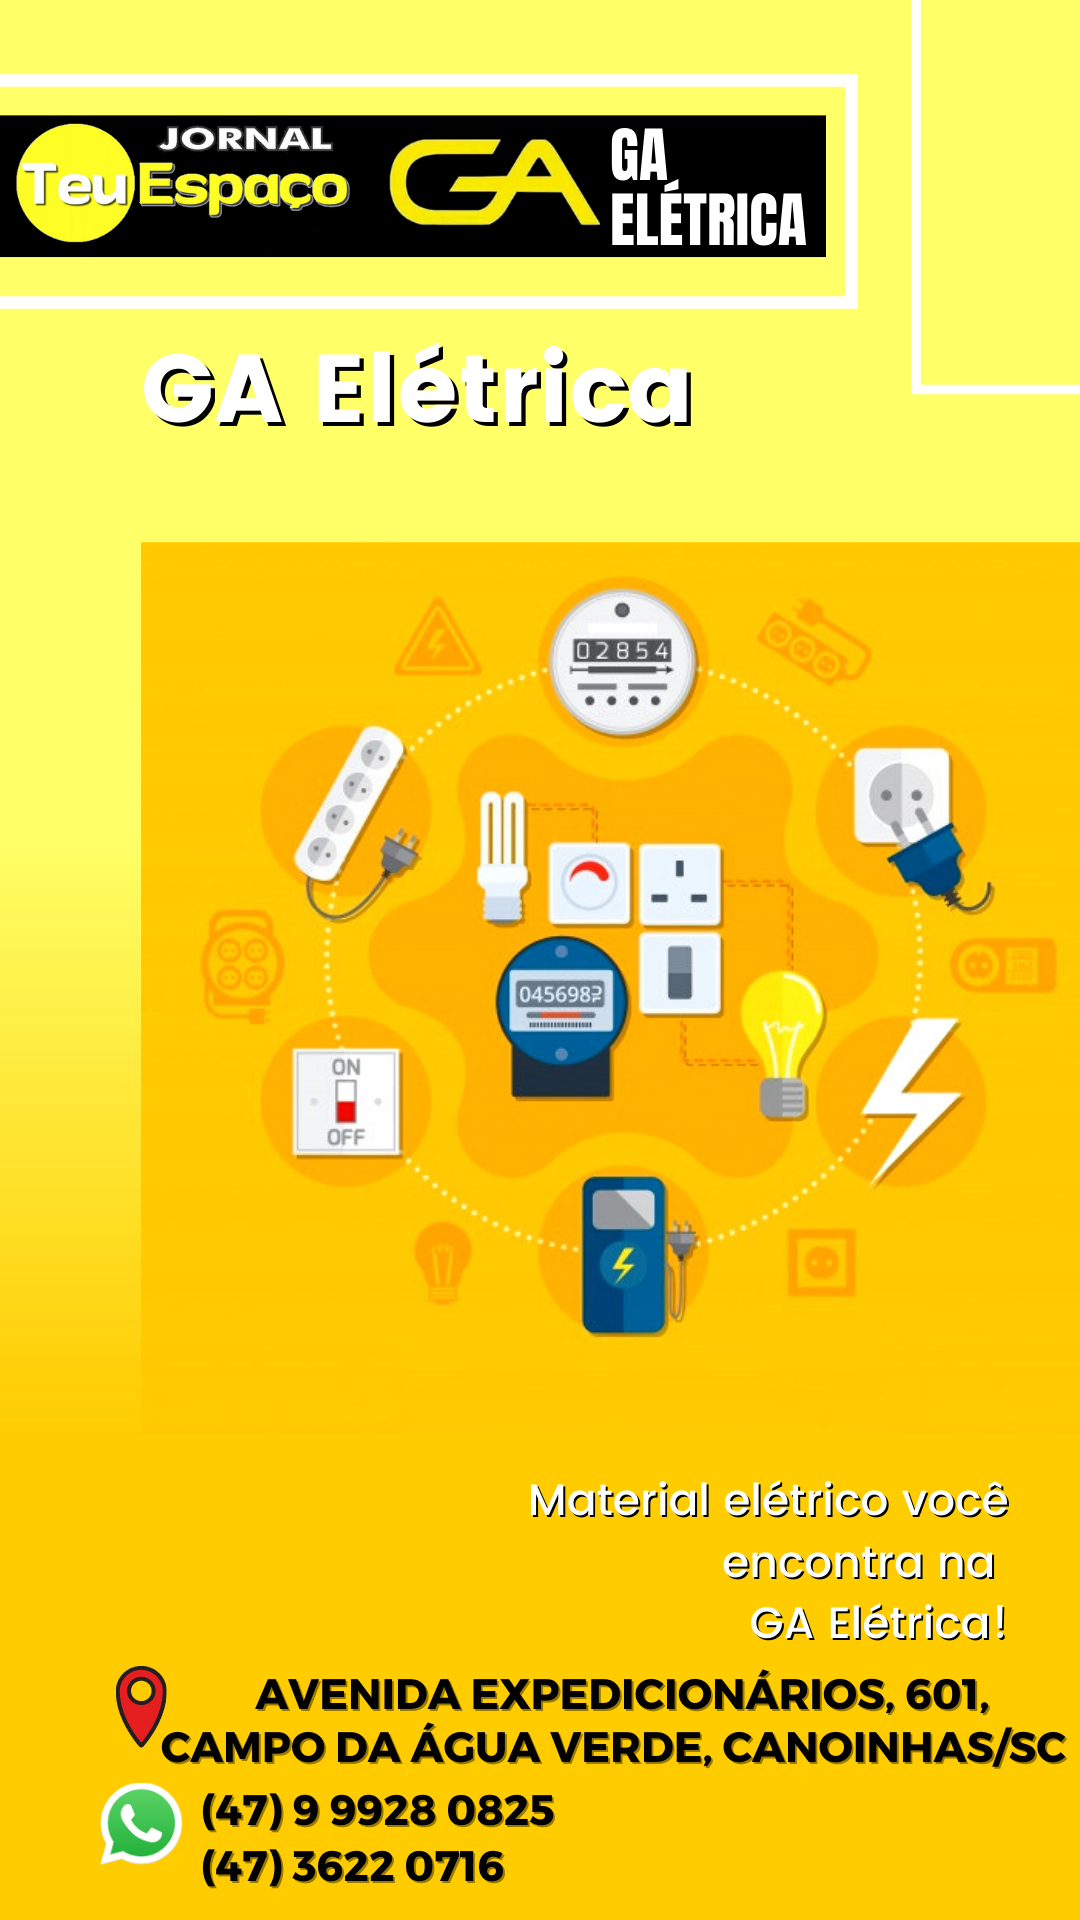 JORNAL
Teu Espaço
GA
GA
ELÉTRICA
GA Elétrica
02854
045698
ON
OFF
Material elétrico você
encontra na
GA Elétrica!
AVENIDA EXPEDICIONÁRIOS, 601,
CAMPO DA ÁGUA VERDE, CANOINHAS/SC
(47) 9 9928 0825
(47) 3622 0716